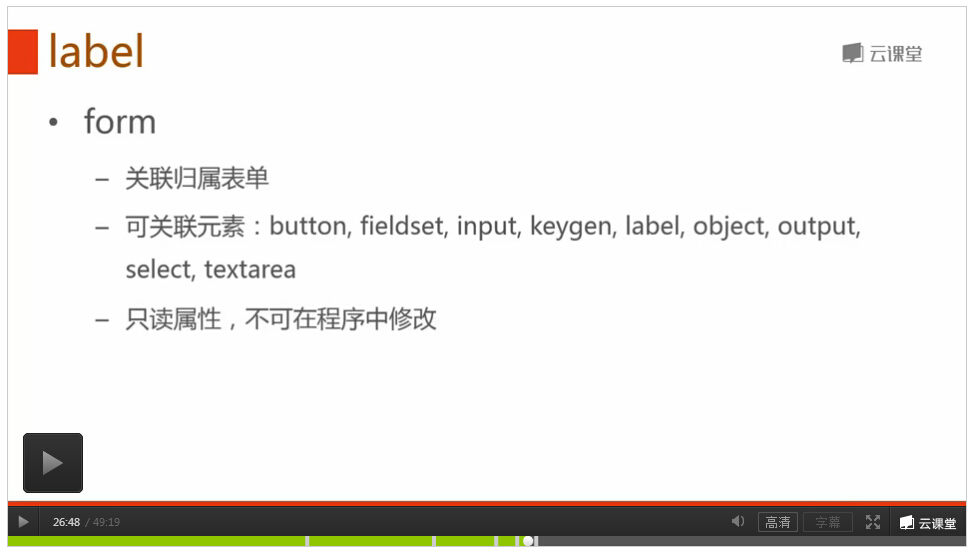 label
云课堂
• form
– 关联归属表单
– 可关联元素：button, fieldset, input, keygen, label, object, output,
select, textarea
– 只读属性，不可在程序中修改
26:48 / 49:19
高清
字幕
云课堂